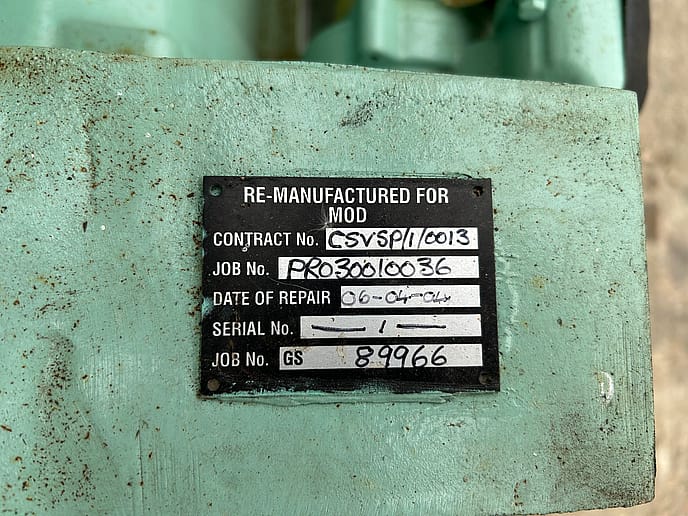 RE-MANUFACTURED FOR
MOD
CONTRACT No. CSVSP/1/0013
JOB No. PRO30010036
DATE OF REPAIR 06-04-04
SERIAL No. — 1 —
JOB No. GS 89966